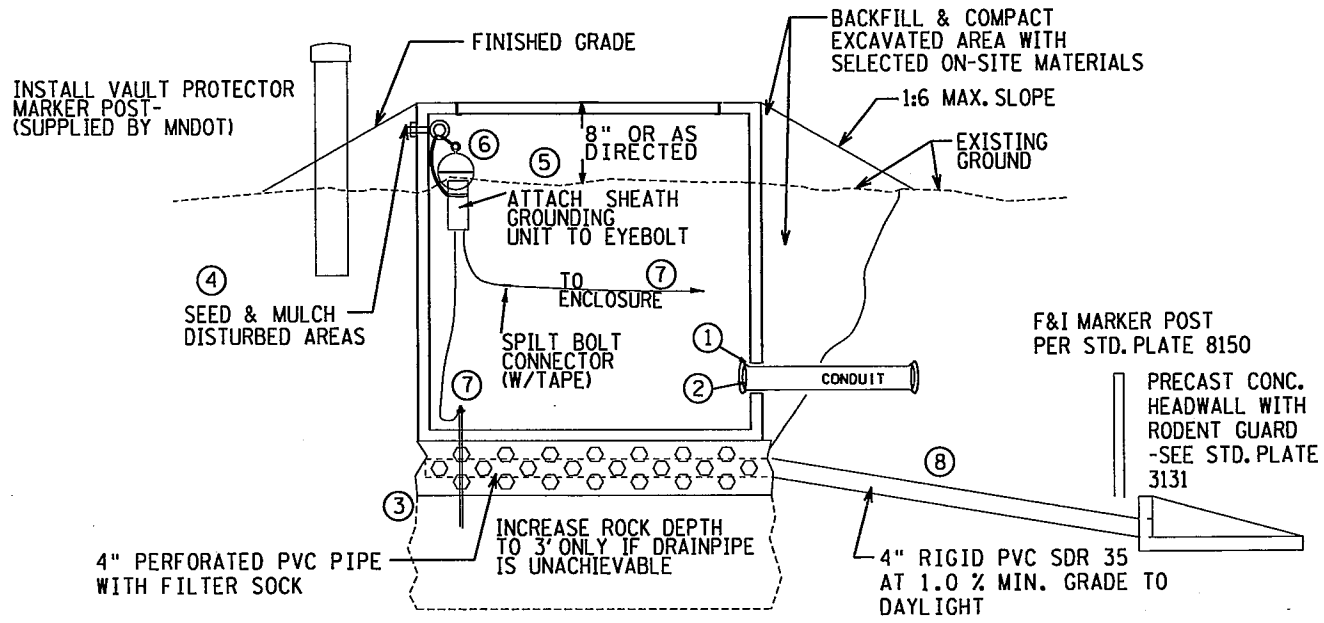 BACKFILL & COMPACT
EXCAVATED AREA WITH
SELECTED ON-SITE MATERIALS
FINISHED GRADE
INSTALL VAULT PROTECTOR
MARKER POST-
(SUPPLIED BY MNDOT)
1:6 MAX. SLOPE
8" OR AS
DIRECTED
EXISTING
GROUND
6
5
ATTACH SHEATH
GROUNDING
UNIT TO EYEBOLT
4
SEED & MULCH
DISTURBED AREAS
TO
ENCLOSURE
7
SPILT BOLT
CONNECTOR
(W/TAPE)
7
1
2
CONDUIT
F&I MARKER POST
PER STD. PLATE 8150
PRECAST CONC.
HEADWALL WITH
RODENT GUARD
-SEE STD. PLATE
3131
8
3
4" PERFORATED PVC PIPE
WITH FILTER SOCK
INCREASE ROCK DEPTH
TO 3' ONLY IF DRAINPIPE
IS UNACHIEVABLE
4" RIGID PVC SDR 35
AT 1.0 % MIN. GRADE TO
DAYLIGHT